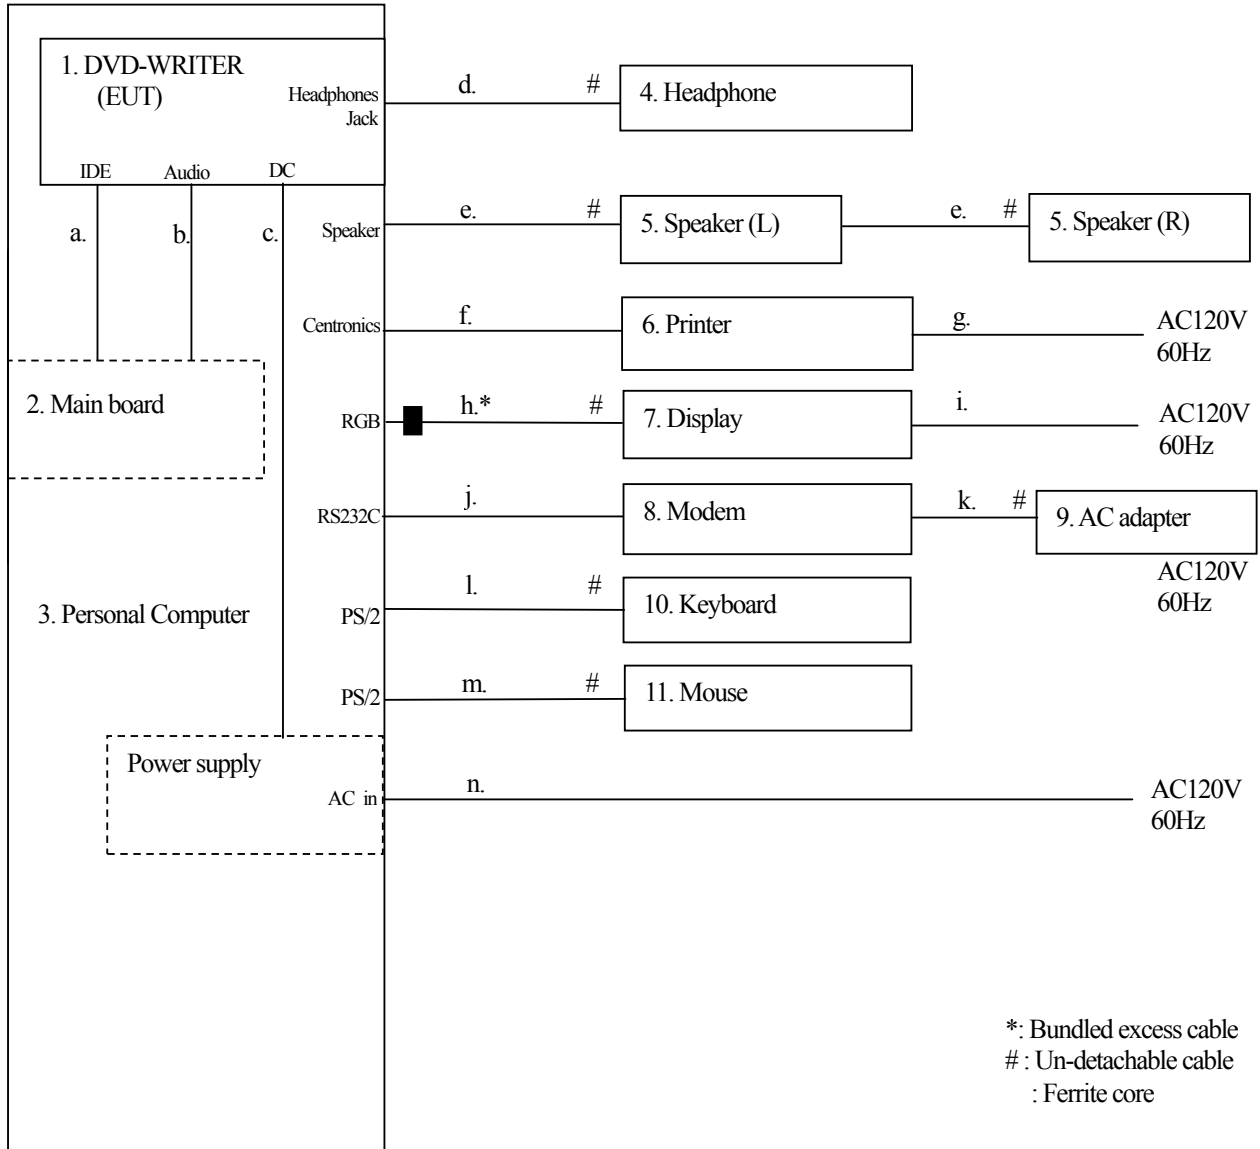 1. DVD-WRITER
(EUT)
Headphones
Jack
IDE
Audio
DC
d.
#
4. Headphone
a.
b.
c.
Speaker
e.
#
5. Speaker (L)
e.
#
5. Speaker (R)
Centronics
f.
6. Printer
g.
AC120V
60Hz
2. Main board
RGB
h.*
#
7. Display
i.
AC120V
60Hz
RS232C
j.
8. Modem
k.
#
9. AC adapter
AC120V
60Hz
3. Personal Computer
PS/2
l.
#
10. Keyboard
PS/2
m.
#
11. Mouse
Power supply
AC in
n.
AC120V
60Hz
*: Bundled excess cable
# : Un-detachable cable
: Ferrite core